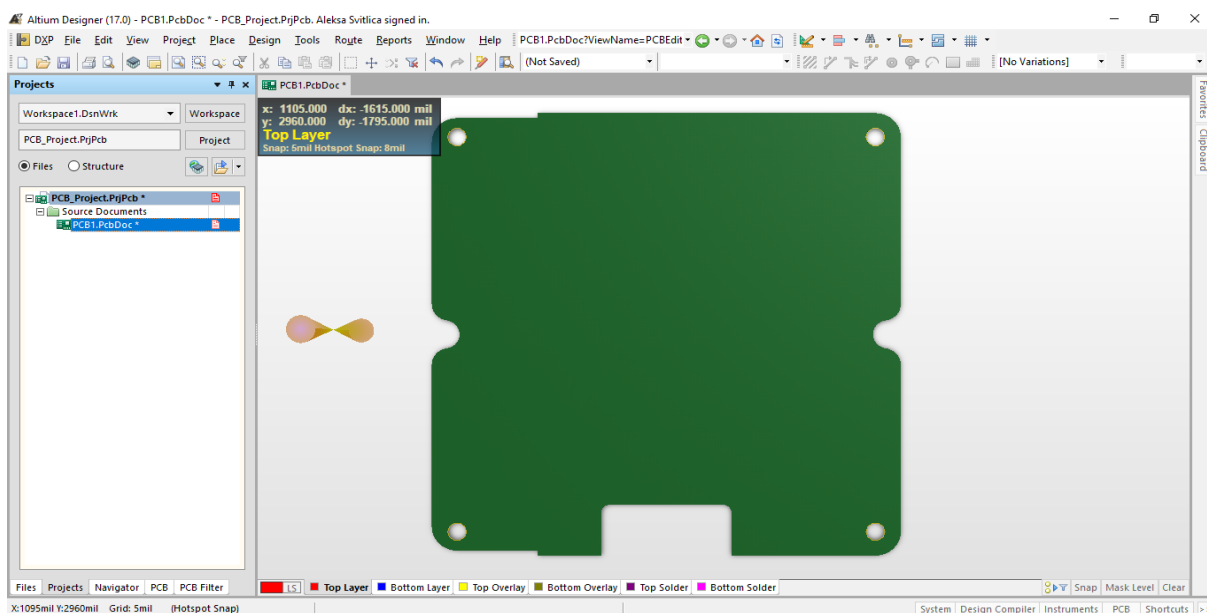 Altium Designer (17.0) - PCB1.PcbDoc * - PCB_Project.PrjPcb. Aleksa Svitlica signed in.
DXP File Edit View Project Place Design Tools Route Reports Window Help PCB1.PcbDoc?ViewName=PCBEdit
(Not Saved) [No Variations]
Projects
PCB1.PcbDoc *
Workspace1.DsnWrk Workspace
PCB_Project.PrjPcb Project
Files Structure
PCB_Project.PrjPcb *
Source Documents
PCB1.PcbDoc *
x: 1105.000 dx: -1615.000 mil
y: 2960.000 dy: -1795.000 mil
Top Layer
Snap: 5mil Hotspot Snap: 8mil
Favorites
Clipboard
Files Projects Navigator PCB PCB Filter
LS Top Layer Bottom Layer Top Overlay Bottom Overlay Top Solder Bottom Solder
Snap Mask Level Clear
X:1095mil Y:2960mil Grid: 5mil (Hotspot Snap)
System Design Compiler Instruments PCB Shortcuts >